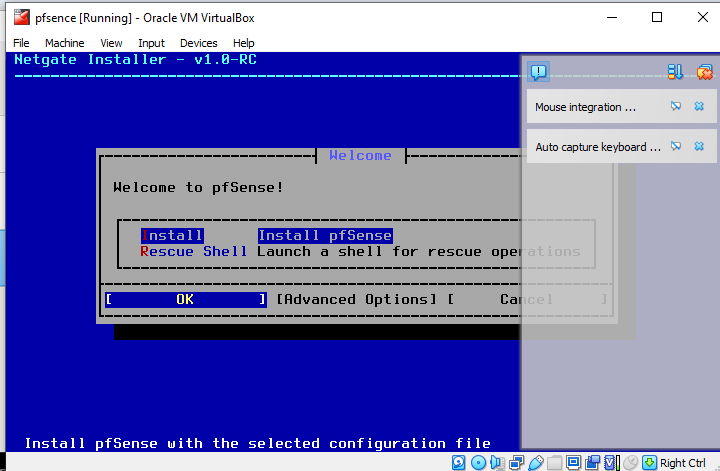 pfsence [Running] - Oracle VM VirtualBox
File Machine View Input Devices Help
Netgate Installer - v1.0-RC
Mouse integration ...
Auto capture keyboard ...
Welcome
Welcome to pfSense!
Install Install pfSense
Rescue Shell Launch a shell for rescue operations
[ OK ] [Advanced Options] [ Cancel ]
Install pfSense with the selected configuration file
Right Ctrl